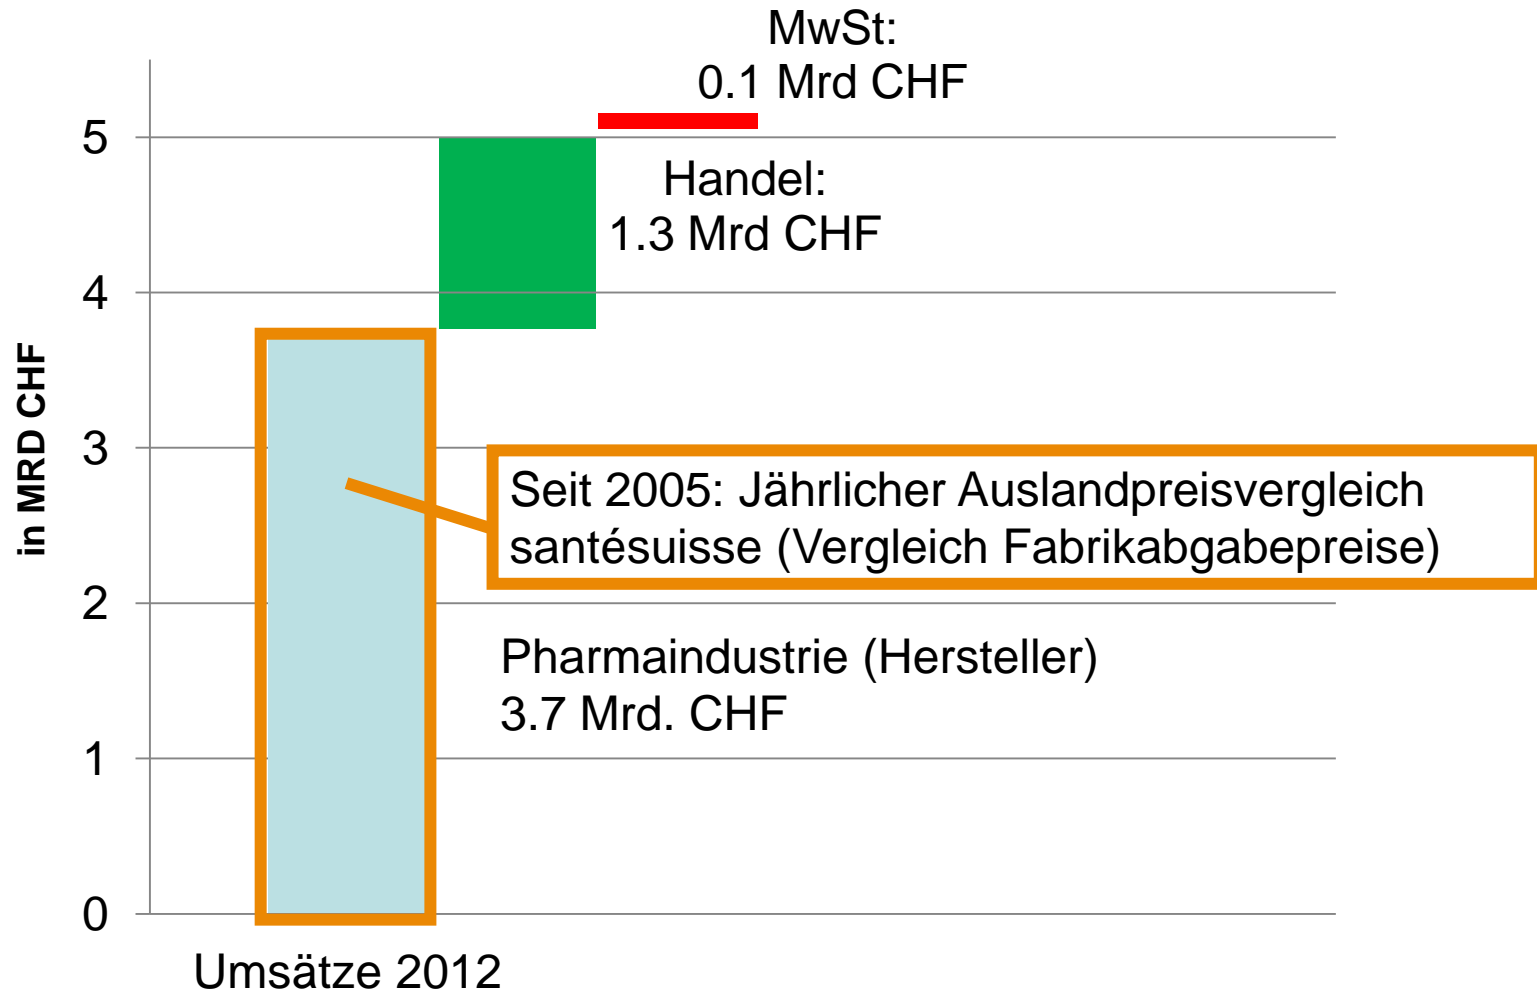 MwSt:
0.1 Mrd CHF
5
Handel:
1.3 Mrd CHF
4
in MRD CHF
3
Seit 2005: Jährlicher Auslandpreisvergleich
santésuisse (Vergleich Fabrikabgabepreise)
2
Pharmaindustrie (Hersteller)
3.7 Mrd. CHF
1
0
Umsätze 2012